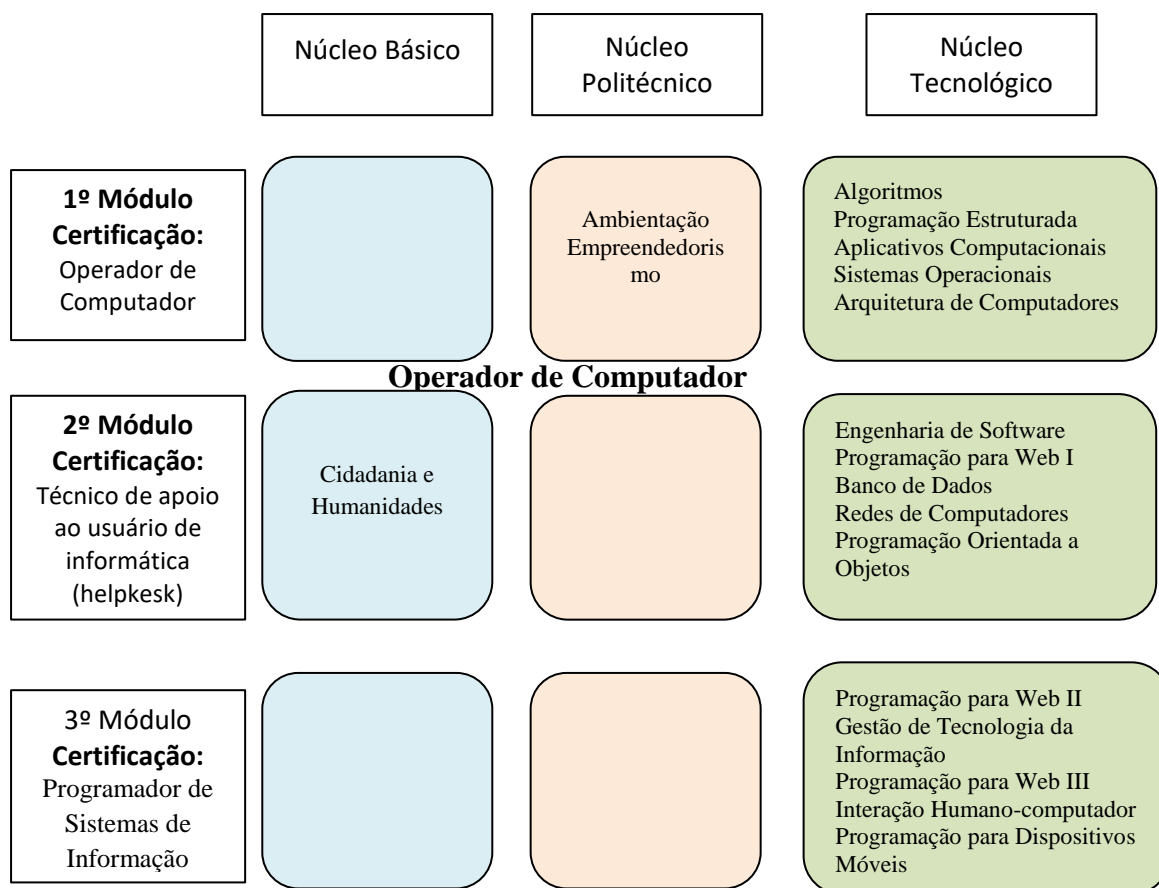 Núcleo Básico
Núcleo
Politécnico
Núcleo
Tecnológico
1º Módulo
Certificação:
Operador de
Computador
Ambientação
Empreendedoris
mo
Algoritmos
Programação Estruturada
Aplicativos Computacionais
Sistemas Operacionais
Arquitetura de Computadores
Operador de Computador
2º Módulo
Certificação:
Técnico de apoio
ao usuário de
informática
(helpkesk)
Cidadania e
Humanidades
Engenharia de Software
Programação para Web I
Banco de Dados
Redes de Computadores
Programação Orientada a
Objetos
3º Módulo
Certificação:
Programador de
Sistemas de
Informação
Programação para Web II
Gestão de Tecnologia da
Informação
Programação para Web III
Interação Humano-computador
Programação para Dispositivos
Móveis